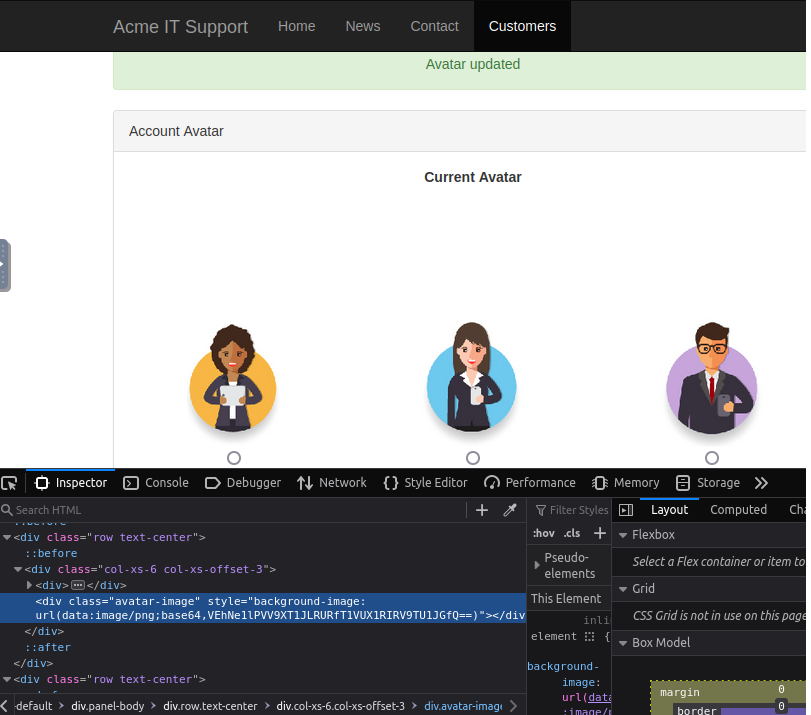 Acme IT Support Home News Contact Customers
Avatar updated
Account Avatar
Current Avatar
Inspector Console Debugger Network Style Editor Performance Memory Storage
Search HTML
::before
<div class="row text-center">
::before
<div class="col-xs-6 col-xs-offset-3">
<div> </div>
<div class="avatar-image" style="background-image:
url(data:image/png;base64,VEhNe1lPVV9XT1JLRURfT1VUX1RIRV9TU1JGfQ==)"></div
</div>
::after
</div>
<div class="row text-center">
-default > div.panel-body > div.row.text-center > div.col-xs-6.col-xs-offset-3 > div.avatar-image
Filter Styles
:hov .cls +
Pseudo-
elements
This Element
inli
element {
background-
image:
url(data
:image/p
Layout Computed Cha
Flexbox
Select a Flex container or item to
Grid
CSS Grid is not in use on this page
Box Model
margin 0
border 0